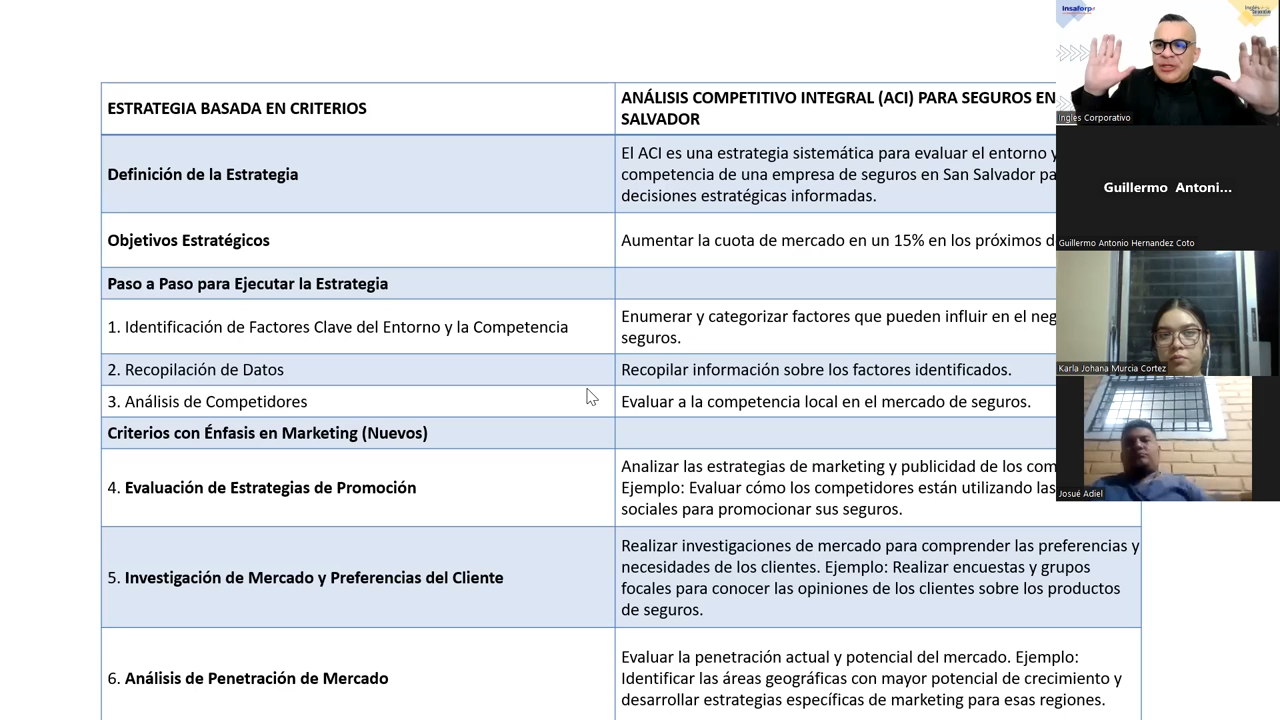 ESTRATEGIA BASADA EN CRITERIOS
ANÁLISIS COMPETITIVO INTEGRAL (ACI) PARA SEGUROS EN
SALVADOR
Definición de la Estrategia
El ACI es una estrategia sistemática para evaluar el entorno y
competencia de una empresa de seguros en San Salvador pa
decisiones estratégicas informadas.
Objetivos Estratégicos
Aumentar la cuota de mercado en un 15% en los próximos d
Paso a Paso para Ejecutar la Estrategia
1. Identificación de Factores Clave del Entorno y la Competencia
Enumerar y categorizar factores que pueden influir en el neg
seguros.
2. Recopilación de Datos
Recopilar información sobre los factores identificados.
3. Análisis de Competidores
Evaluar a la competencia local en el mercado de seguros.
Criterios con Énfasis en Marketing (Nuevos)
4. Evaluación de Estrategias de Promoción
Analizar las estrategias de marketing y publicidad de los com
Ejemplo: Evaluar cómo los competidores están utilizando las
sociales para promocionar sus seguros.
5. Investigación de Mercado y Preferencias del Cliente
Realizar investigaciones de mercado para comprender las preferencias y
necesidades de los clientes. Ejemplo: Realizar encuestas y grupos
focales para conocer las opiniones de los clientes sobre los productos
de seguros.
6. Análisis de Penetración de Mercado
Evaluar la penetración actual y potencial del mercado. Ejemplo:
Identificar las áreas geográficas con mayor potencial de crecimiento y
desarrollar estrategias específicas de marketing para esas regiones.
Insaforp
Ingles Corporativo
Guillermo Antoni...
Guillermo Antonio Hernandez Coto
Karla Johana Murcia Cortez
Josué Adiel